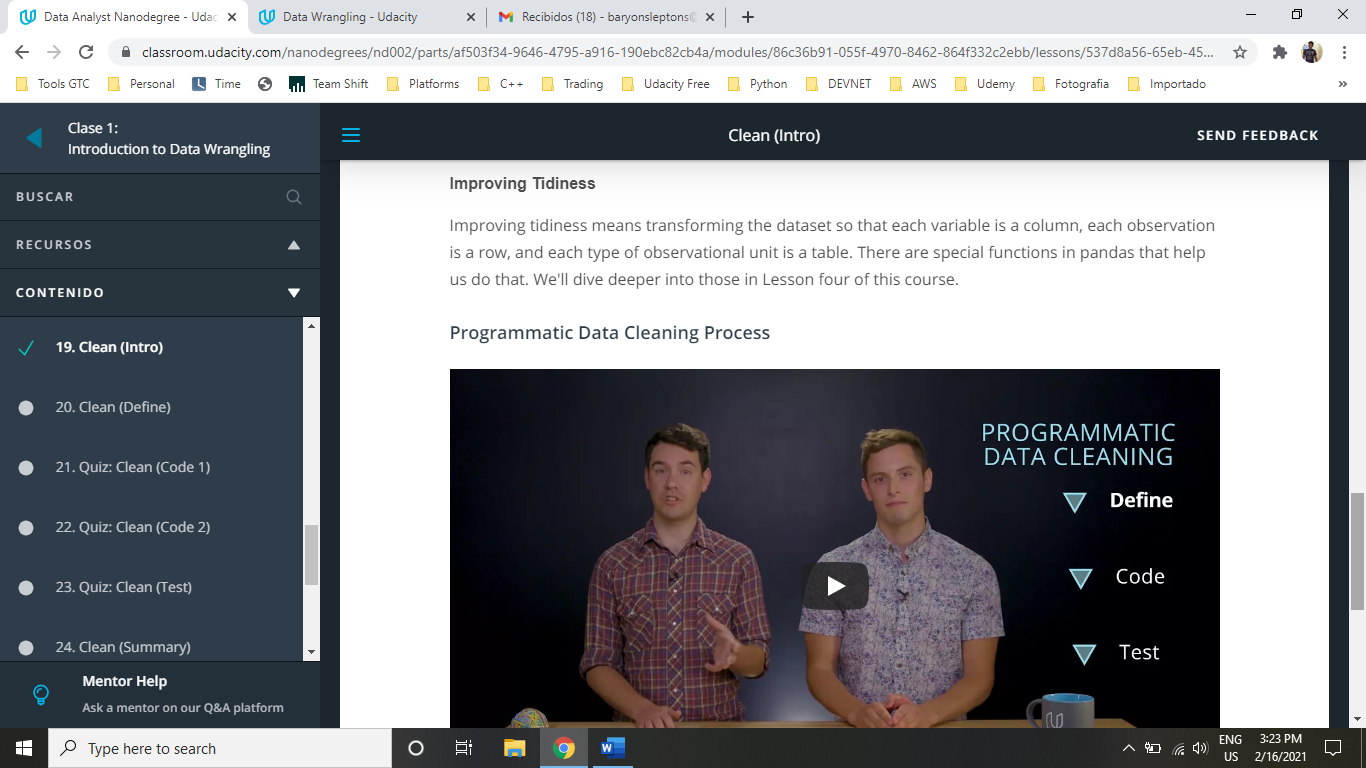 Data Analyst Nanodegree - Udac
Data Wrangling - Udacity
Recibidos (18) - baryonsleptons@
classroom.udacity.com/nanodegrees/nd002/parts/af503f34-9646-4795-a916-190ebc82cb4a/modules/86c36b91-055f-4970-8462-864f332c2ebb/lessons/537d8a56-65eb-45...
Tools GTC
Personal
Time
Team Shift
Platforms
C++
Trading
Udacity Free
Python
DEVNET
AWS
Udemy
Fotografia
Importado
»
Clase 1:
Introduction to Data Wrangling
Clean (Intro)
SEND FEEDBACK
BUSCAR
RECURSOS
CONTENIDO
19. Clean (Intro)
20. Clean (Define)
21. Quiz: Clean (Code 1)
22. Quiz: Clean (Code 2)
23. Quiz: Clean (Test)
24. Clean (Summary)
Mentor Help
Ask a mentor on our Q&A platform
Improving Tidiness
Improving tidiness means transforming the dataset so that each variable is a column, each observation
is a row, and each type of observational unit is a table. There are special functions in pandas that help
us do that. We'll dive deeper into those in Lesson four of this course.
Programmatic Data Cleaning Process
PROGRAMMATIC
DATA CLEANING
Define
Code
Test
Type here to search
ENG
US
3:23 PM
2/16/2021